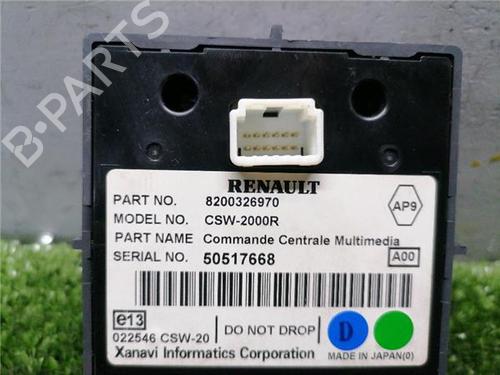 B-PARTS
RENAULT
PART NO. 8200326970
MODEL NO. CSW-2000R
PART NAME Commande Centrale Multimedia
SERIAL NO. 50517668
AP9
A00
e13
022546 CSW-20
DO NOT DROP
D
MADE IN JAPAN(0)
Xanavi Informatics Corporation